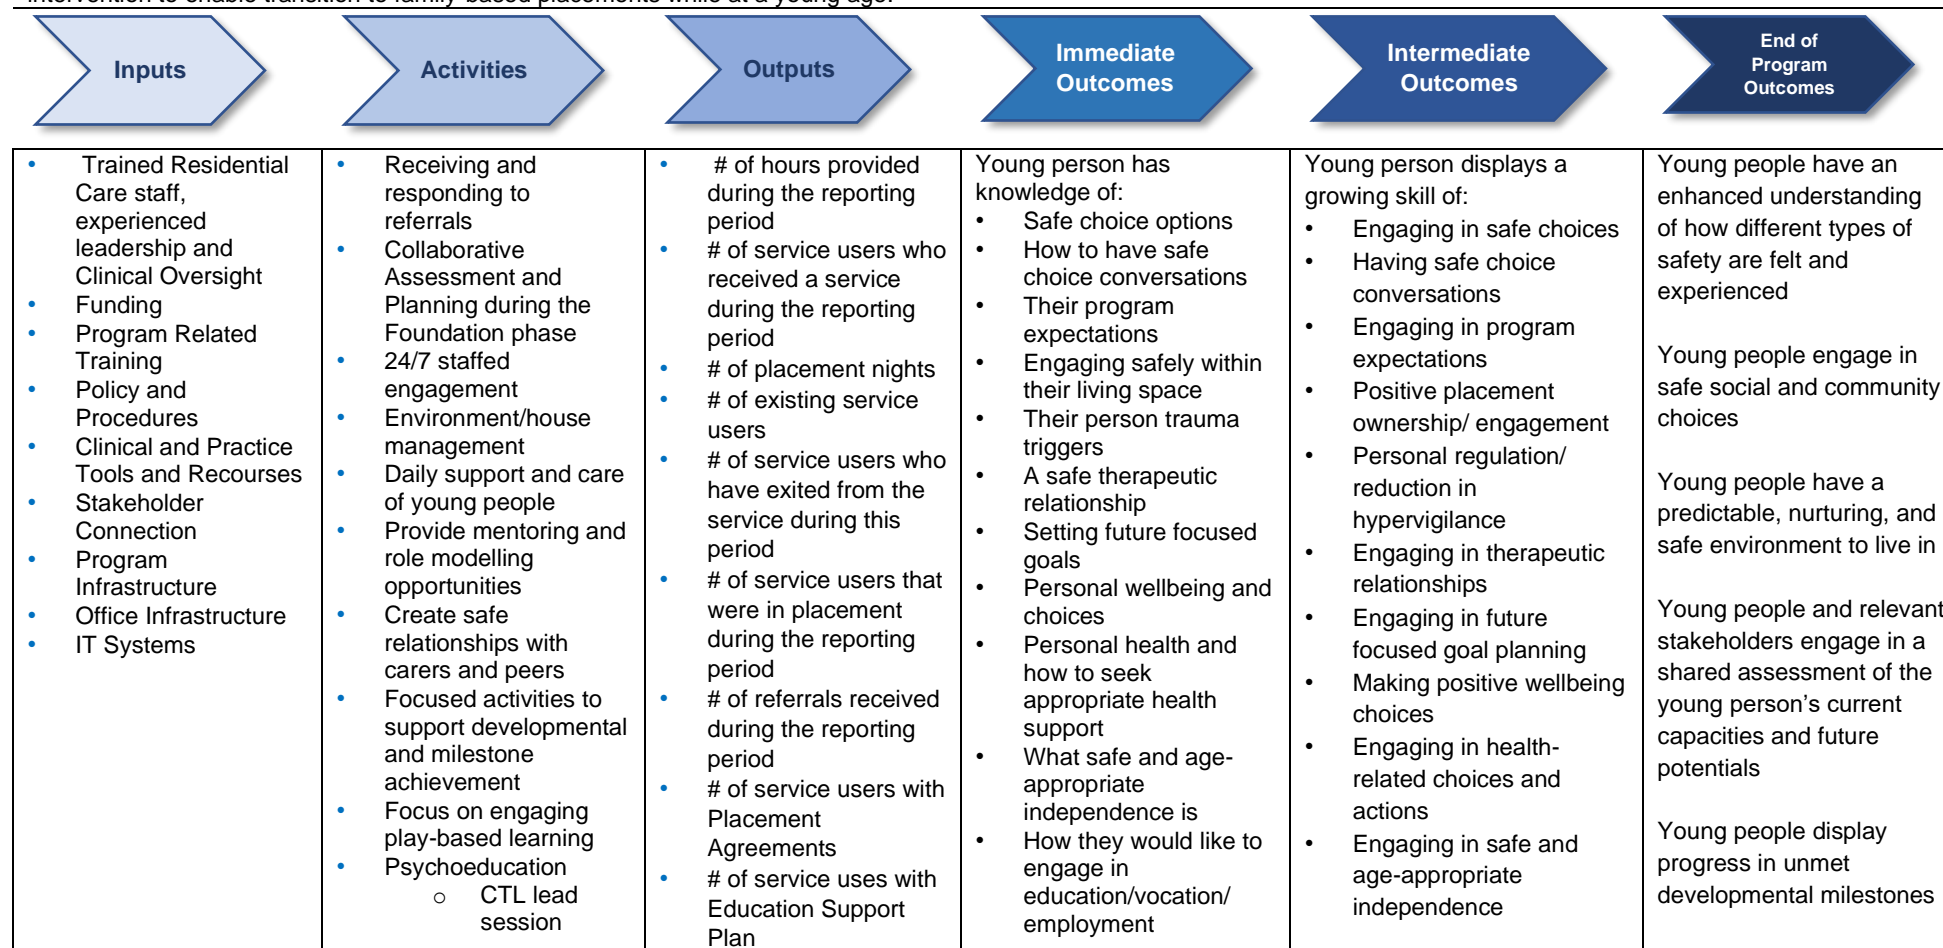 intervention to enable transition to family-based placements while at a young age.
Inputs
Activities
Outputs
Immediate
Outcomes
Intermediate
Outcomes
End of
Program
Outcomes
• Trained Residential
Care staff,
experienced
leadership and
Clinical Oversight
• Funding
• Program Related
Training
• Policy and
Procedures
• Clinical and Practice
Tools and Recourses
• Stakeholder
Connection
• Program
Infrastructure
• Office Infrastructure
• IT Systems
• Receiving and
responding to
referrals
• Collaborative
Assessment and
Planning during the
Foundation phase
• 24/7 staffed
engagement
• Environment/house
management
• Daily support and care
of young people
• Provide mentoring and
role modelling
opportunities
• Create safe
relationships with
carers and peers
• Focused activities to
support developmental
and milestone
achievement
• Focus on engaging
play-based learning
• Psychoeducation
o CTL lead
session
• # of hours provided
during the reporting
period
• # of service users who
received a service
during the reporting
period
• # of placement nights
• # of existing service
users
• # of service users who
have exited from the
service during this
period
• # of service users that
were in placement
during the reporting
period
• # of referrals received
during the reporting
period
• # of service users with
Placement
Agreements
• # of service uses with
Education Support
Plan
Young person has
knowledge of:
• Safe choice options
• How to have safe
choice conversations
• Their program
expectations
• Engaging safely within
their living space
• Their person trauma
triggers
• A safe therapeutic
relationship
• Setting future focused
goals
• Personal wellbeing and
choices
• Personal health and
how to seek
appropriate health
support
• What safe and age-
appropriate
independence is
• How they would like to
engage in
education/vocation/
employment
Young person displays a
growing skill of:
• Engaging in safe choices
• Having safe choice
conversations
• Engaging in program
expectations
• Positive placement
ownership/ engagement
• Personal regulation/
reduction in
hypervigilance
• Engaging in therapeutic
relationships
• Engaging in future
focused goal planning
• Making positive wellbeing
choices
• Engaging in health-
related choices and
actions
• Engaging in safe and
age-appropriate
independence
Young people have an
enhanced understanding
of how different types of
safety are felt and
experienced
Young people engage in
safe social and community
choices
Young people have a
predictable, nurturing, and
safe environment to live in
Young people and relevant
stakeholders engage in a
shared assessment of the
young person's current
capacities and future
potentials
Young people display
progress in unmet
developmental milestones